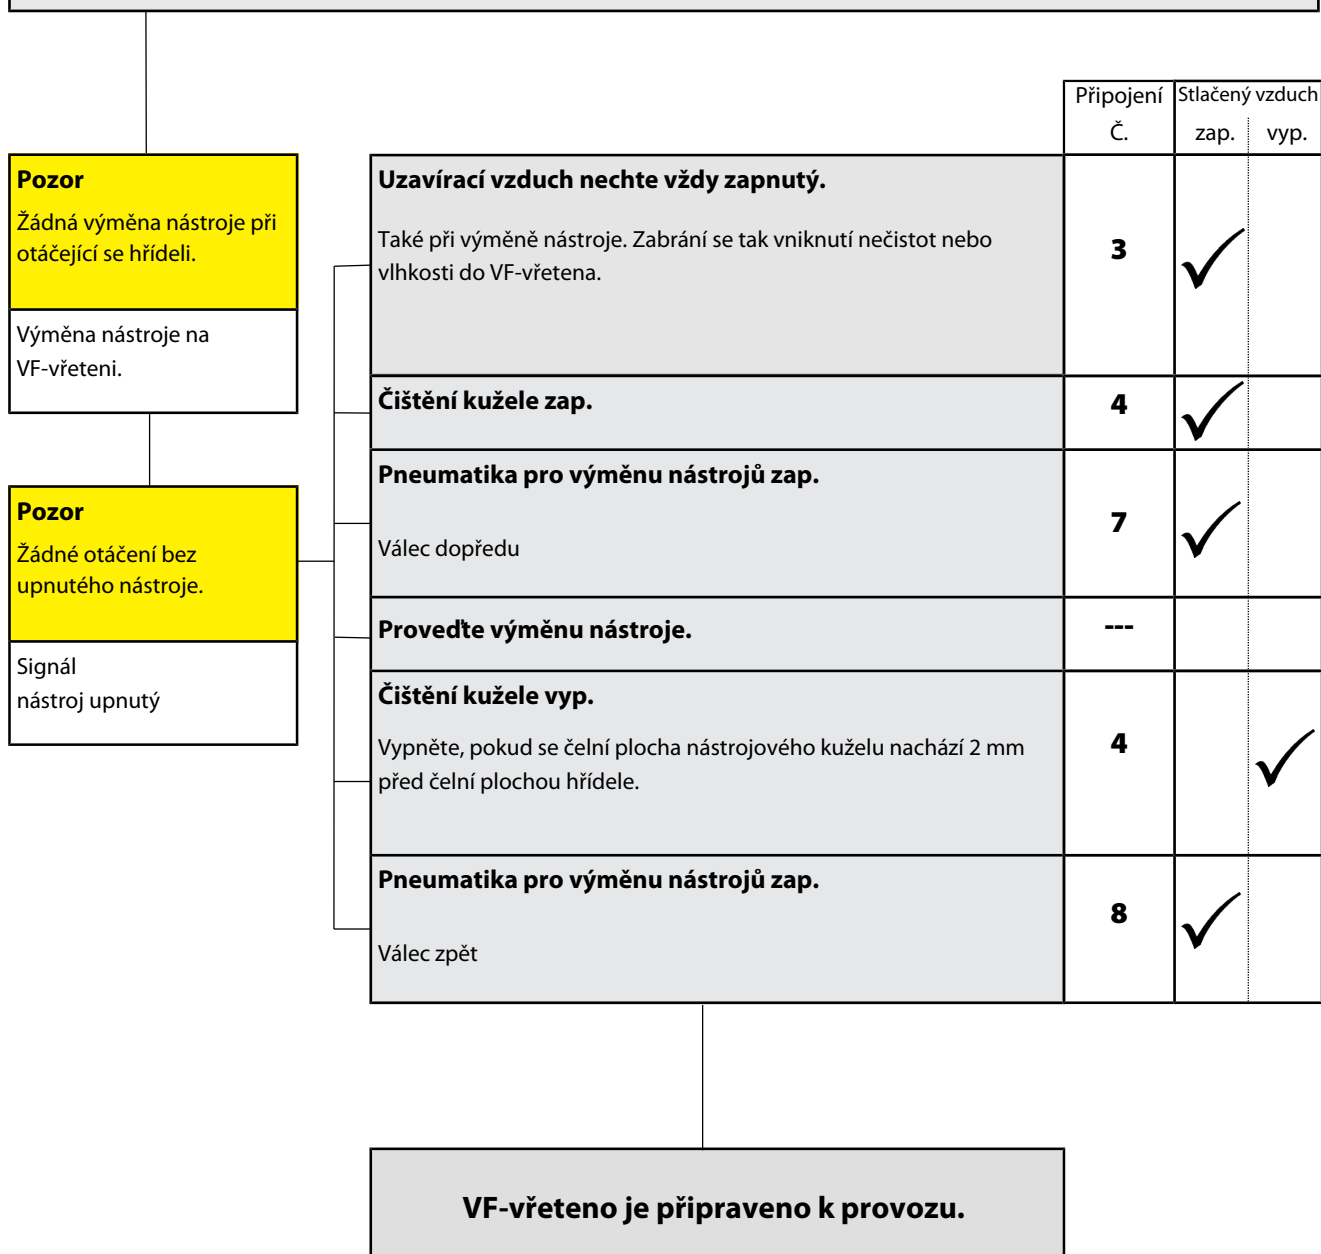 Připojení
Stlačený vzduch
Č.
zap.
vyp.
Pozor
Žádná výměna nástroje při
otáčející se hřídeli.
Výměna nástroje na
VF-vřeteni.
Pozor
Žádné otáčení bez
upnutého nástroje.
Signál
nástroj upnutý
Uzavírací vzduch nechte vždy zapnutý.
Také při výměně nástroje. Zabrání se tak vniknutí nečistot nebo
vlhkosti do VF-vřetena.
3
Čištění kužele zap.
4
Pneumatika pro výměnu nástrojů zap.
Válec dopředu
7
Proveďte výměnu nástroje.
---
Čištění kužele vyp.
Vypněte, pokud se čelní plocha nástrojového kuželu nachází 2 mm
před čelní plochou hřídele.
4
Pneumatika pro výměnu nástrojů zap.
Válec zpět
8
VF-vřeteno je připraveno k provozu.